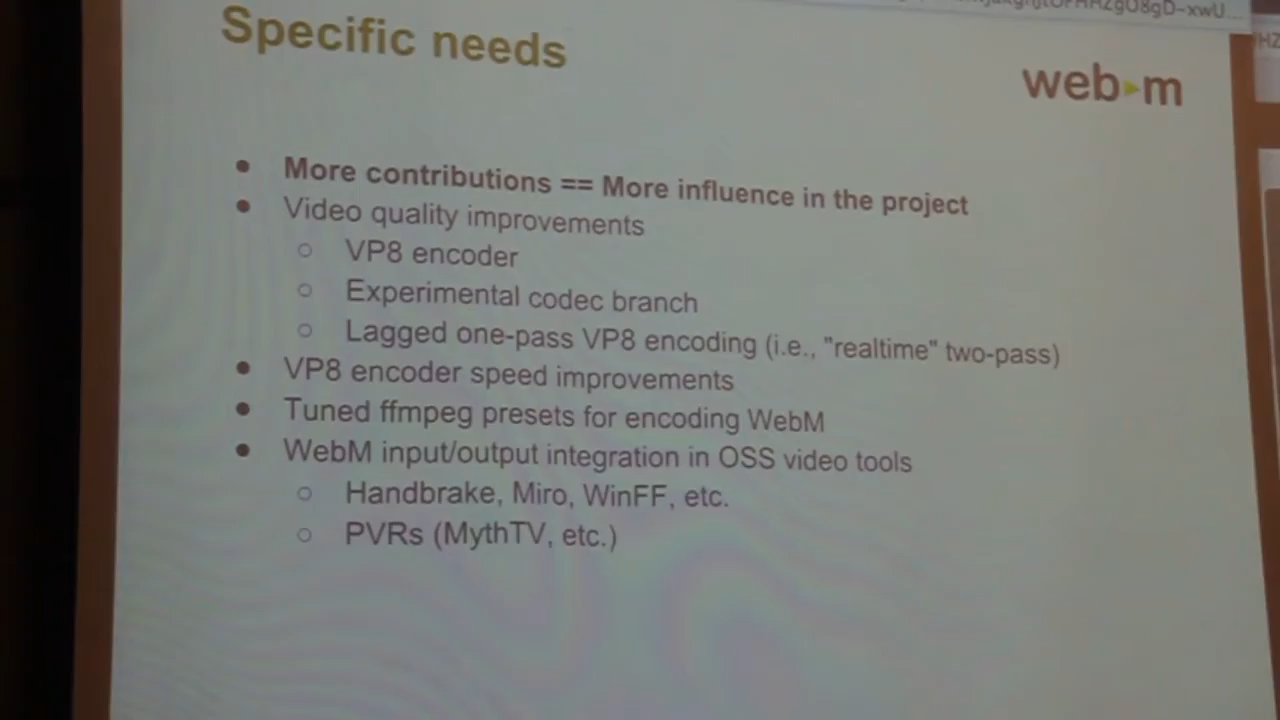 Specific needs
web m
● More contributions == More influence in the project
● Video quality improvements
○ VP8 encoder
○ Experimental codec branch
○ Lagged one-pass VP8 encoding (i.e., "realtime" two-pass)
● VP8 encoder speed improvements
● Tuned ffmpeg presets for encoding WebM
● WebM input/output integration in OSS video tools
○ Handbrake, Miro, WinFF, etc.
○ PVRs (MythTV, etc.)